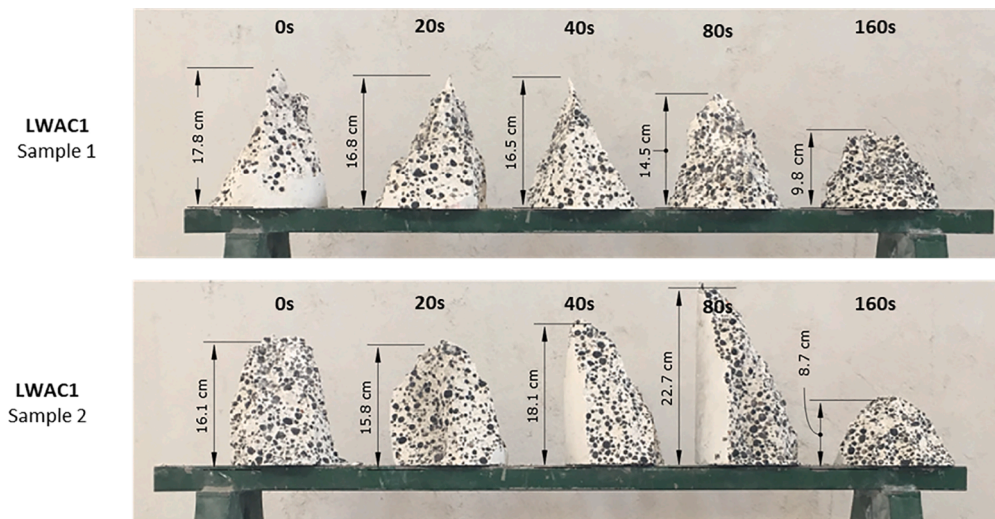 0s 20s 40s 80s 160s
LWAC1
Sample 1
17.8 cm
16.8 cm
16.5 cm
14.5 cm
9.8 cm
0s 20s 40s 80s 160s
LWAC1
Sample 2
16.1 cm
15.8 cm
18.1 cm
22.7 cm
8.7 cm